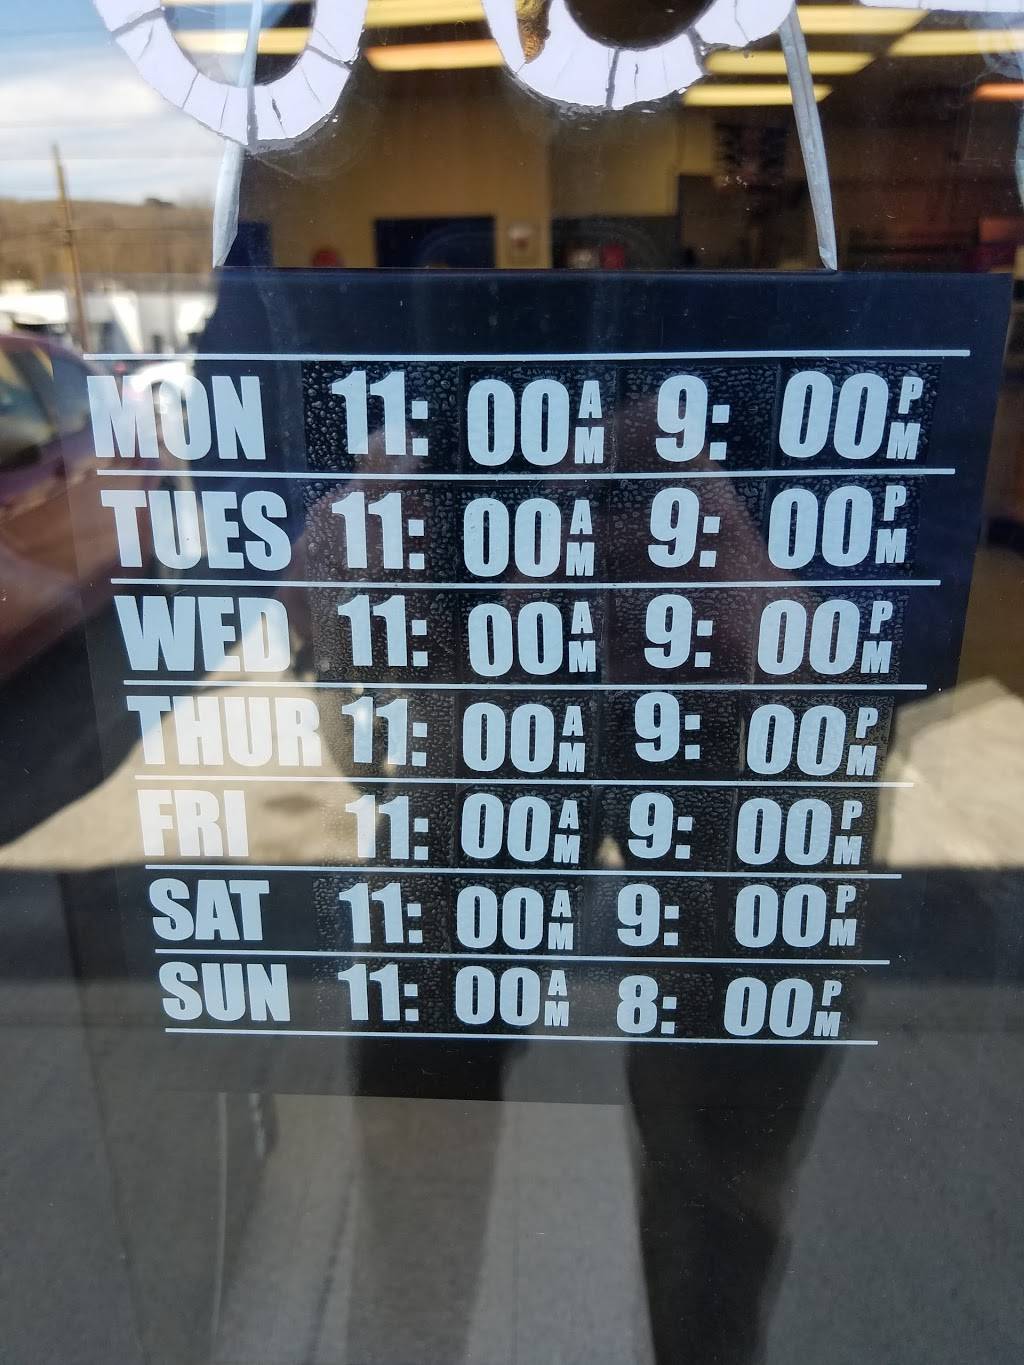 MON 11:00AM 9:00PM
TUES 11:00AM 9:00PM
WED 11:00AM 9:00PM
THUR 11:00AM 9:00PM
FRI 11:00AM 9:00PM
SAT 11:00AM 9:00PM
SUN 11:00AM 8:00PM